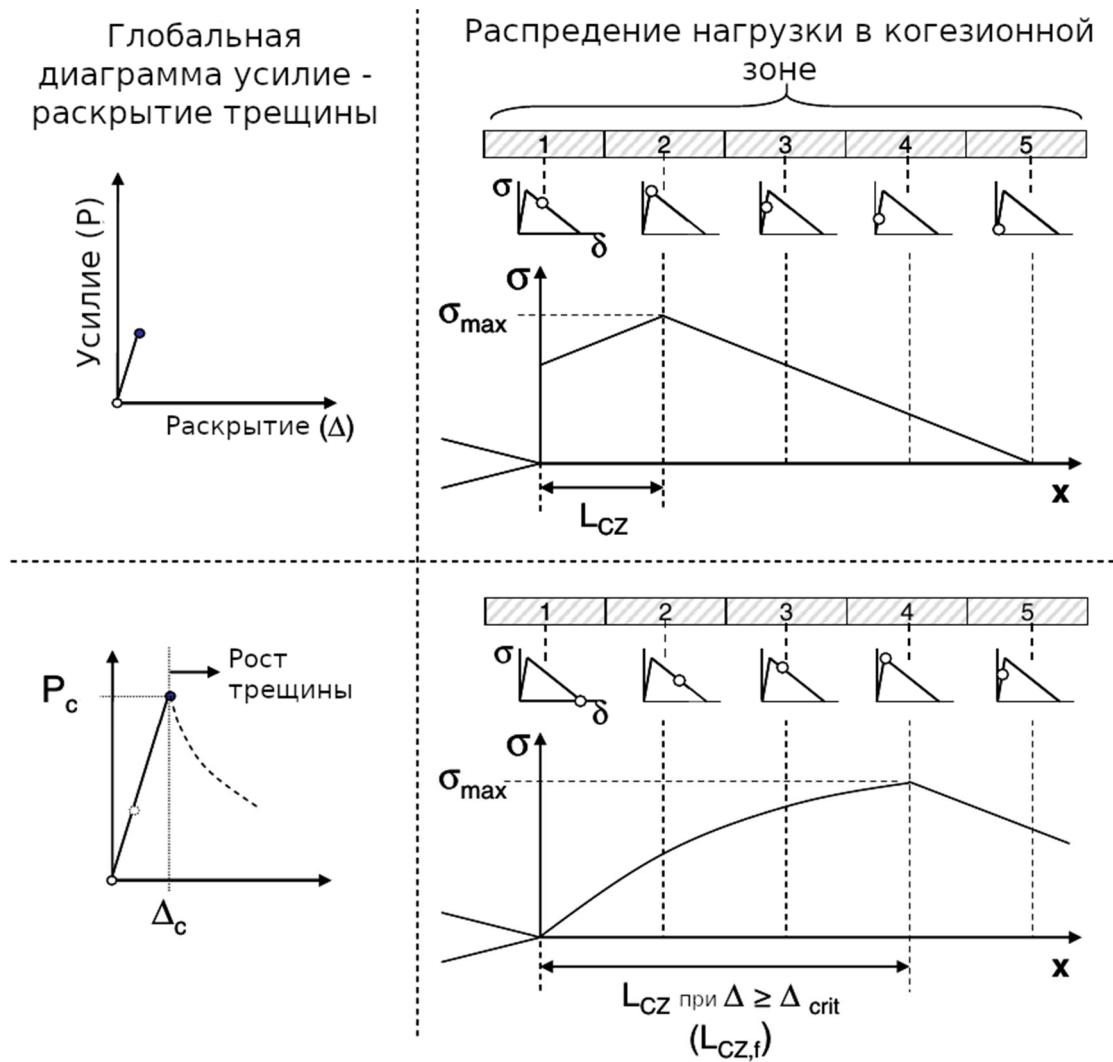 Глобальная
диаграмма усилие -
раскрытие трещины
Распредение нагрузки в когезионной
зоне
1 2 3 4 5
σ
δ
Усилие (P)
Раскрытие (Δ)
σ
σmax
x
LCZ
1 2 3 4 5
σ
δ
Рост
трещины
Pc
Δc
σ
σmax
x
LCZ при Δ ≥ Δ crit
(LCZ,f)